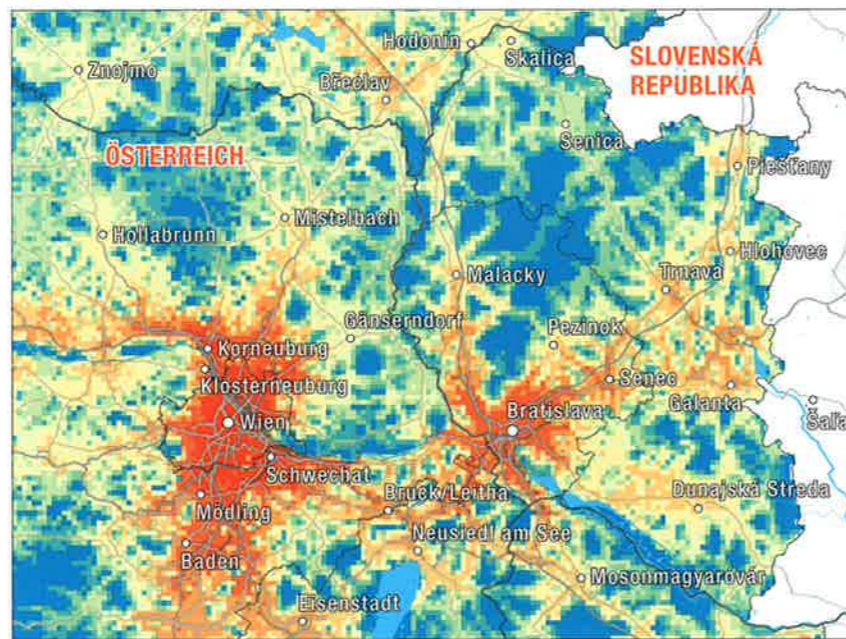 Hodonín
Skalica
SLOVENSKÁ
REPUBLIKA
Znojmo
Břeclav
Senica
ÖSTERREICH
Piešťany
Mistelbach
Hollabrunn
Hlohovec
Malacky
Trnava
Gänserndorf
Pezinok
Korneuburg
Klosterneuburg
Senec
Galanta
Šaľa
Wien
Bratislava
Schwechat
Mödling
Bruck/Leitha
Dunajská Streda
Baden
Neusiedl am See
Mosonmagyaróvár
Eisenstadt